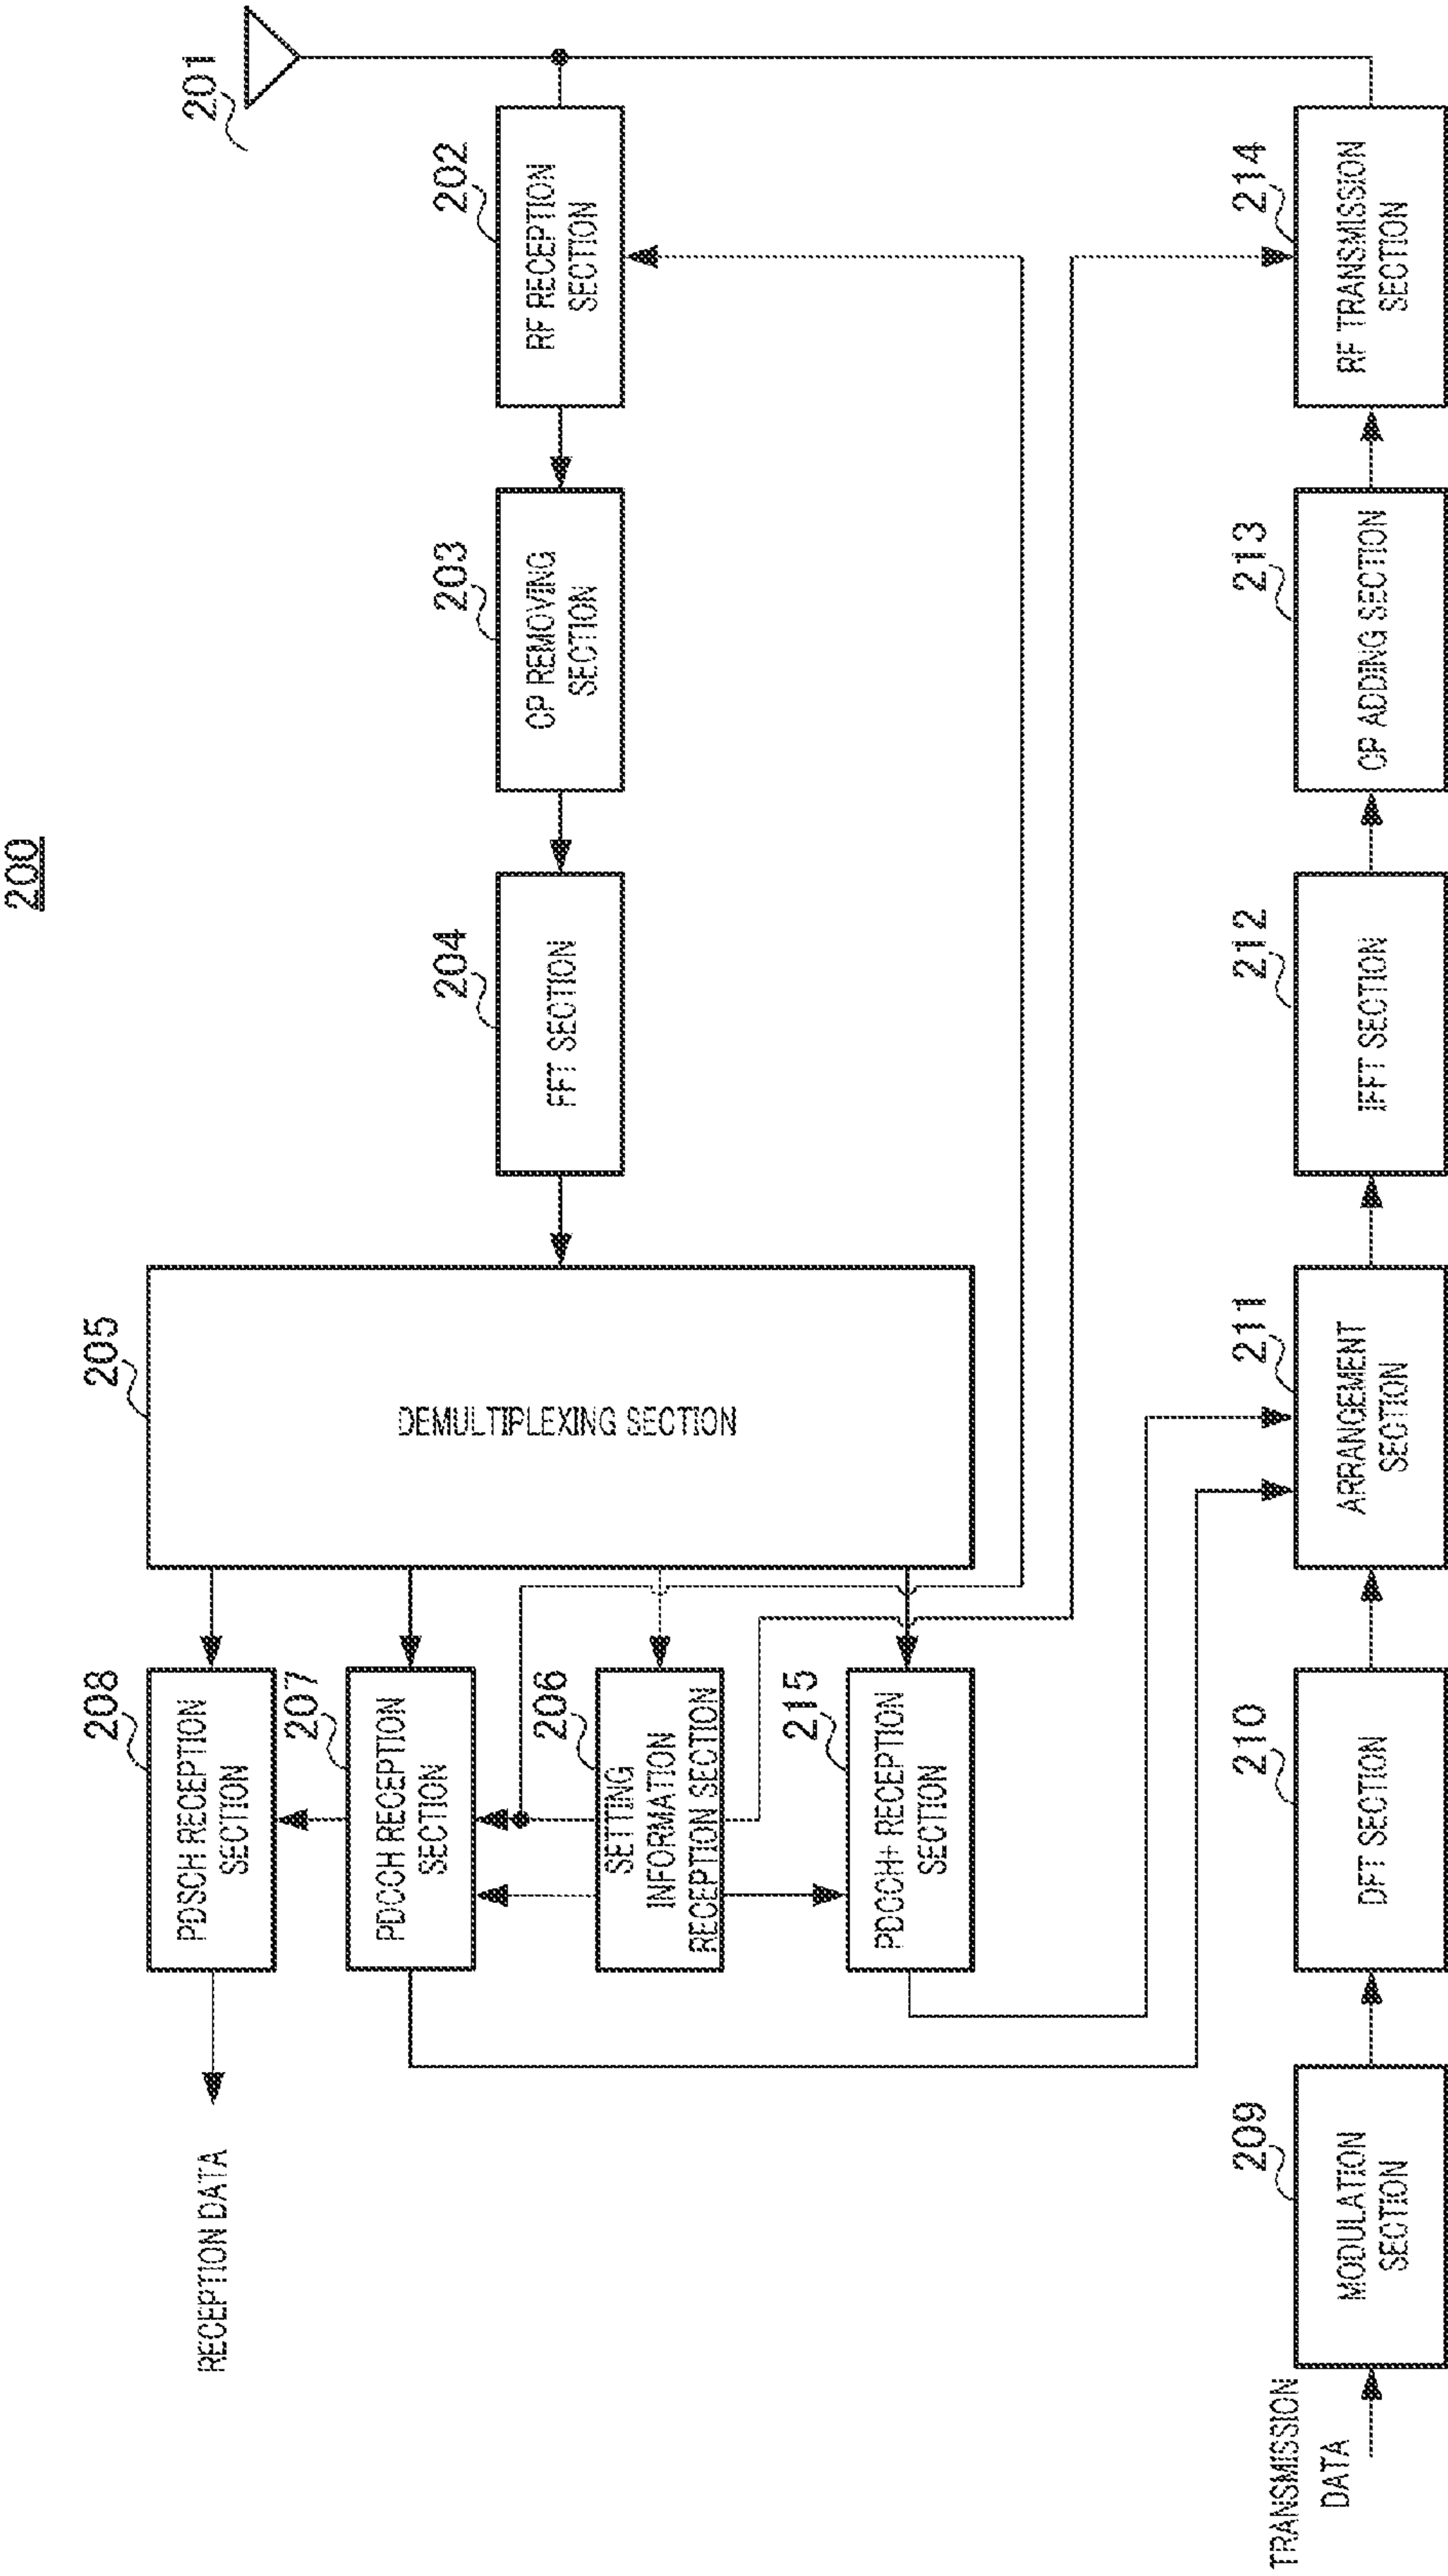 200
201
202
RF RECEPTION
SECTION
203
CP REMOVING
SECTION
204
FFT SECTION
205
DEMULTIPLEXING SECTION
208
PDSCH RECEPTION
SECTION
207
PDCCH RECEPTION
SECTION
206
SETTING
INFORMATION
RECEPTION SECTION
215
PDCCH+ RECEPTION
SECTION
RECEPTION DATA
TRANSMISSION
DATA
209
MODULATION
SECTION
210
DFT SECTION
211
ARRANGEMENT
SECTION
212
IFFT SECTION
213
CP ADDING SECTION
214
RF TRANSMISSION
SECTION